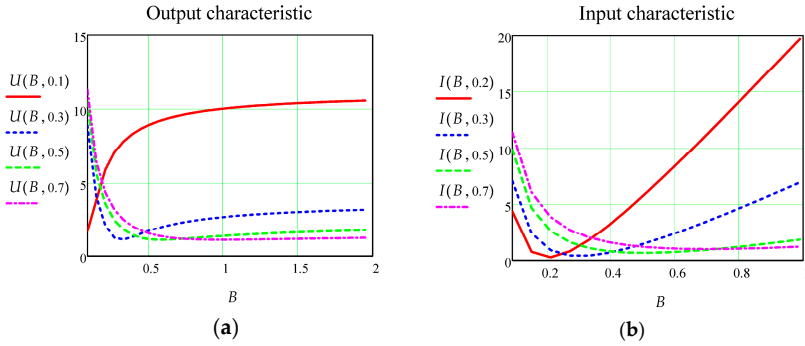 Output characteristic
15
10
5
0
0.5
1
1.5
2
U(B, 0.1)
U(B, 0.3)
U(B, 0.5)
U(B, 0.7)
B
(a)
Input characteristic
20
15
10
5
0
0.2
0.4
0.6
0.8
I(B, 0.2)
I(B, 0.3)
I(B, 0.5)
I(B, 0.7)
B
(b)